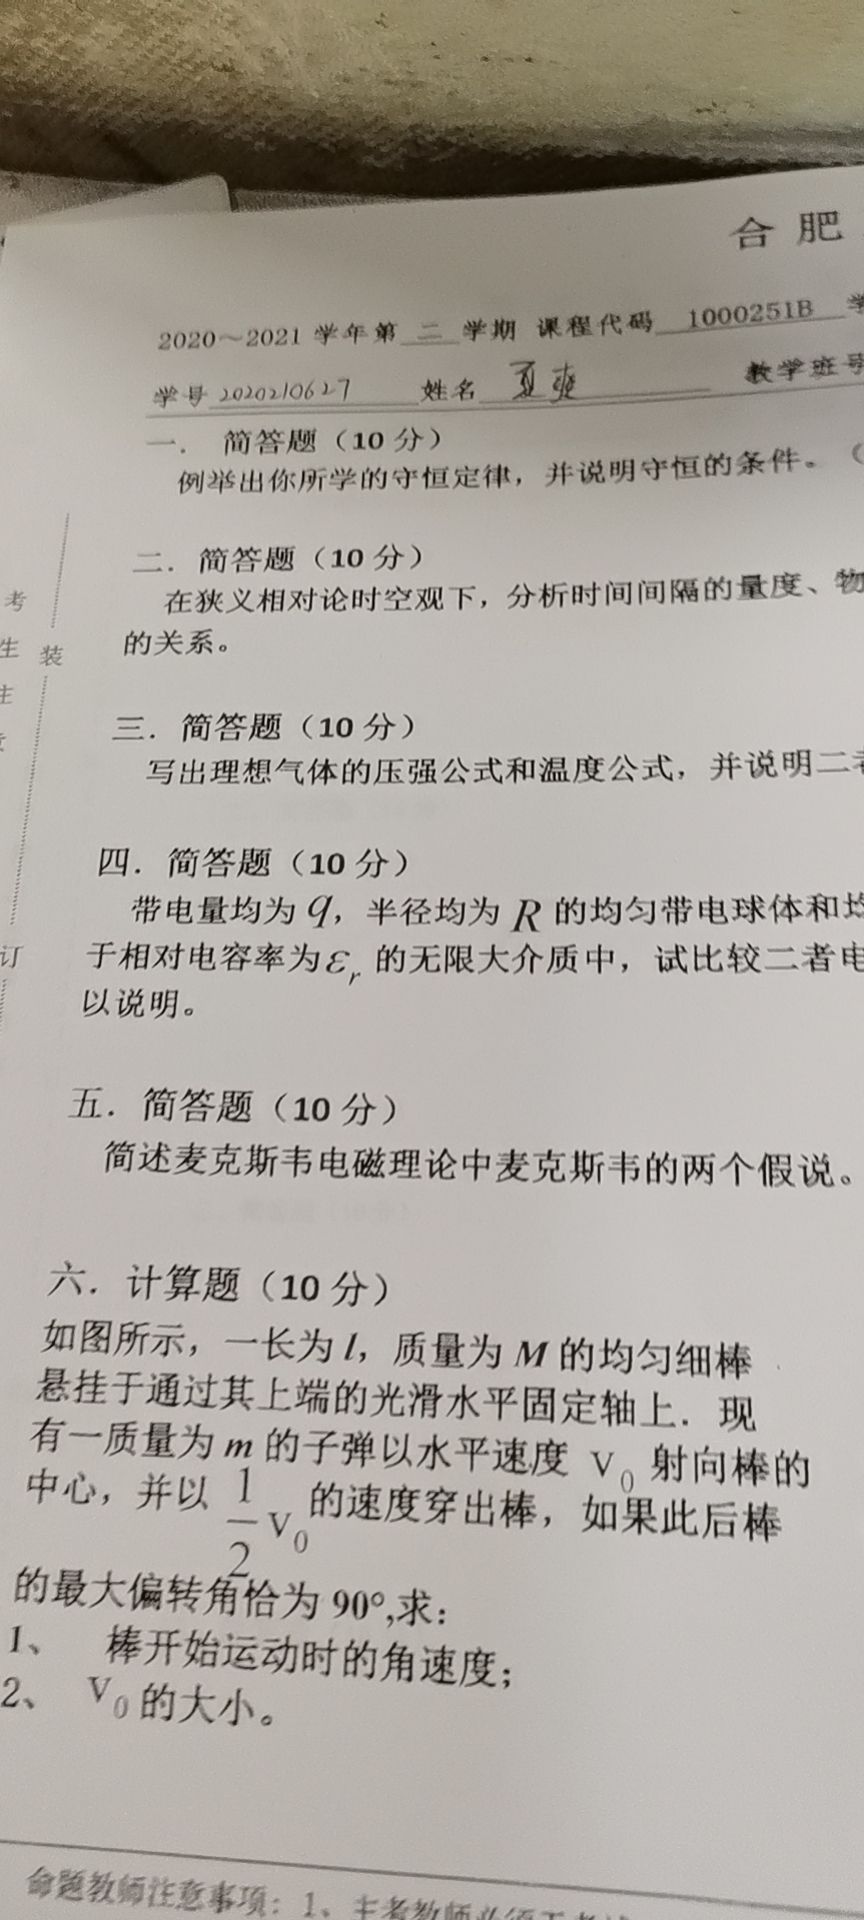 合肥
2020～2021 学年第 二 学期 课程代码 1000251B 学
学号 2020210627 姓名 夏爽 教学班号
一．简答题（10 分）
例举出你所学的守恒定律，并说明守恒的条件。（
二．简答题（10 分）
在狭义相对论时空观下，分析时间间隔的量度、物
的关系。
三．简答题（10 分）
写出理想气体的压强公式和温度公式，并说明二者
四．简答题（10 分）
带电量均为 q，半径均为 R 的均匀带电球体和均
于相对电容率为 εr 的无限大介质中，试比较二者电
以说明。
五．简答题（10 分）
简述麦克斯韦电磁理论中麦克斯韦的两个假说。
六．计算题（10 分）
如图所示，一长为 l，质量为 M 的均匀细棒
悬挂于通过其上端的光滑水平固定轴上．现
有一质量为 m 的子弹以水平速度 v0 射向棒的
中心，并以 1/2 v0 的速度穿出棒，如果此后棒
的最大偏转角恰为 90°,求：
1、 棒开始运动时的角速度；
2、 v0 的大小。
命题教师注意事项：1、主考教师必须于考
考
生
装
订